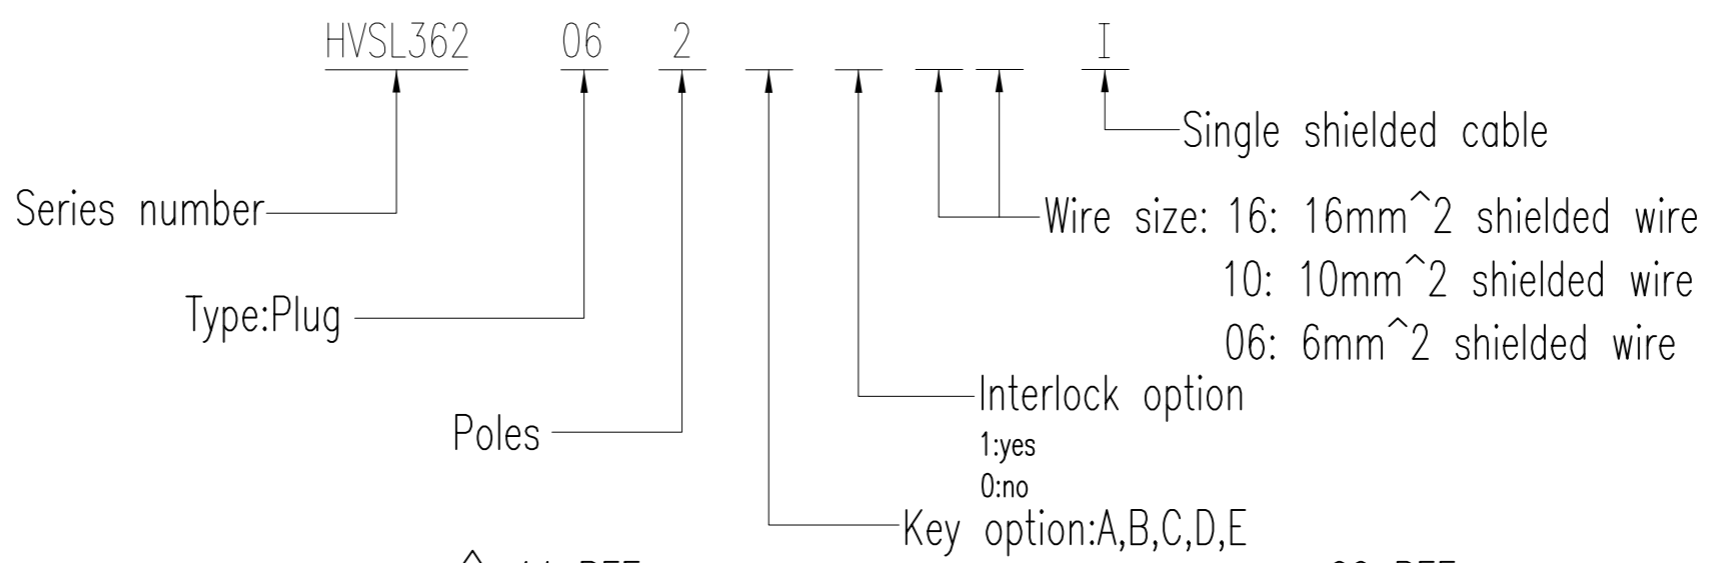 HVSL362 06 2 I
Single shielded cable
Series number
Wire size: 16: 16mm^2 shielded wire
10: 10mm^2 shielded wire
Type:Plug
06: 6mm^2 shielded wire
Interlock option
Poles
1:yes
0:no
Key option:A,B,C,D,E